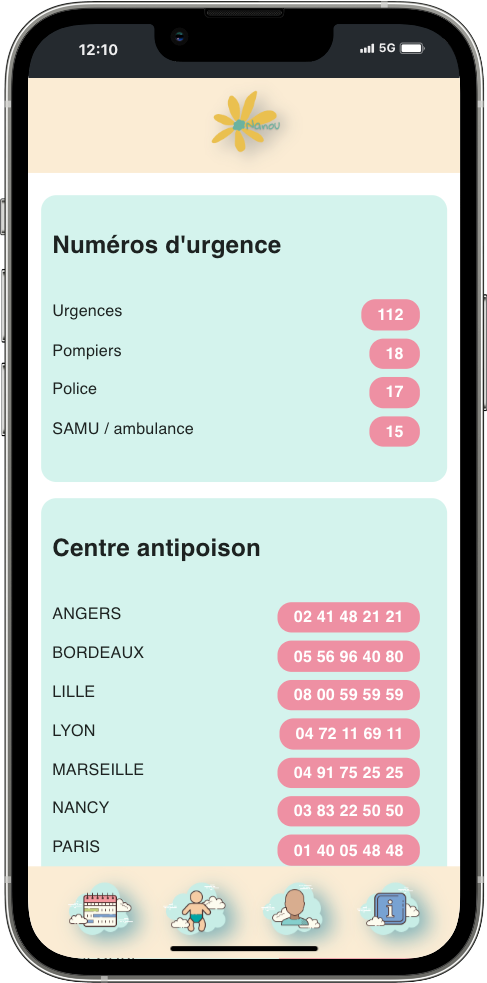 12:10
5G
Nanou
Numéros d'urgence
Urgences 112
Pompiers 18
Police 17
SAMU / ambulance 15
Centre antipoison
ANGERS 02 41 48 21 21
BORDEAUX 05 56 96 40 80
LILLE 08 00 59 59 59
LYON 04 72 11 69 11
MARSEILLE 04 91 75 25 25
NANCY 03 83 22 50 50
PARIS 01 40 05 48 48
i